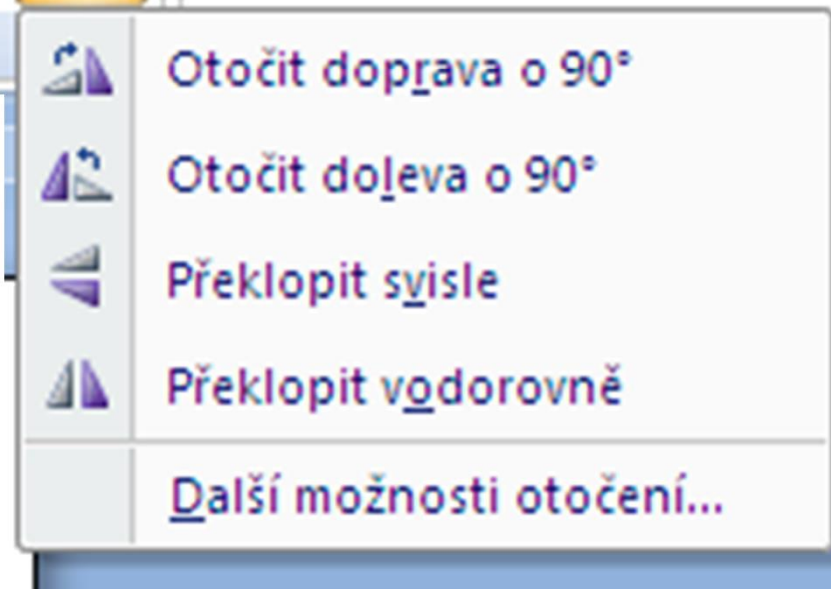 Otočit doprava o 90°
Otočit doleva o 90°
Překlopit svisle
Překlopit vodorovně
Další možnosti otočení...